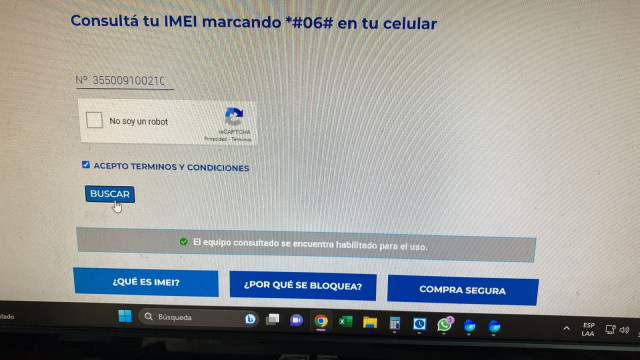 Consultá tu IMEI marcando *#06# en tu celular
Nº 35500910021C
No soy un robot
reCAPTCHA
Privacidad - Términos
ACEPTO TERMINOS Y CONDICIONES
BUSCAR
El equipo consultado se encuentra habilitado para el uso.
¿QUÉ ES IMEI?
¿POR QUÉ SE BLOQUEA?
COMPRA SEGURA
Búsqueda
ESP
LAA